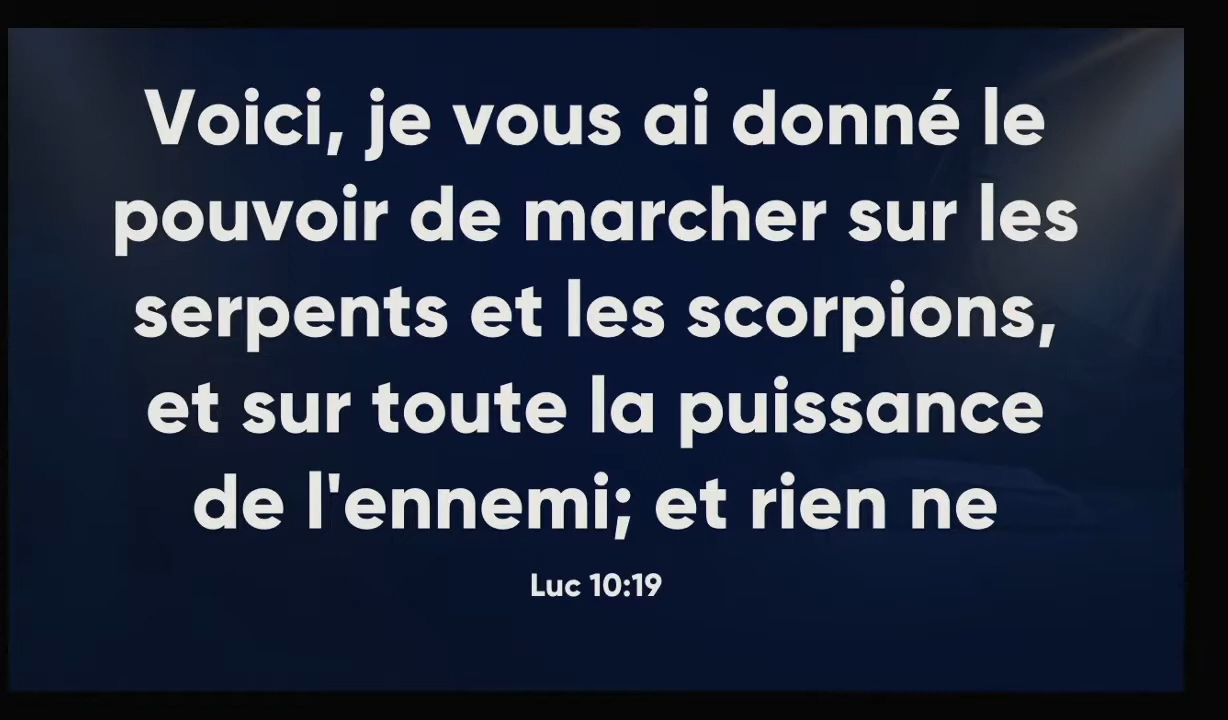 Voici, je vous ai donné le
pouvoir de marcher sur les
serpents et les scorpions,
et sur toute la puissance
de l'ennemi; et rien ne
Luc 10:19